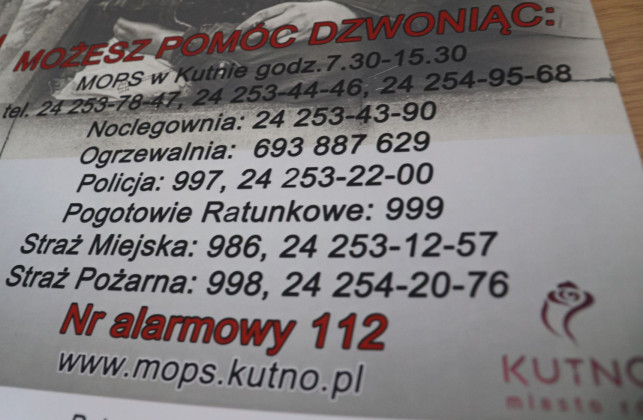 MOŻESZ POMÓC DZWONIĄC:
MOPS w Kutnie godz.7.30-15.30
tel. 24 253-78-47, 24 253-44-46, 24 254-95-68
Noclegownia: 24 253-43-90
Ogrzewalnia: 693 887 629
Policja: 997, 24 253-22-00
Pogotowie Ratunkowe: 999
Straż Miejska: 986, 24 253-12-57
Straż Pożarna: 998, 24 254-20-76
Nr alarmowy 112
www.mops.kutno.pl
KUTNO
miasto